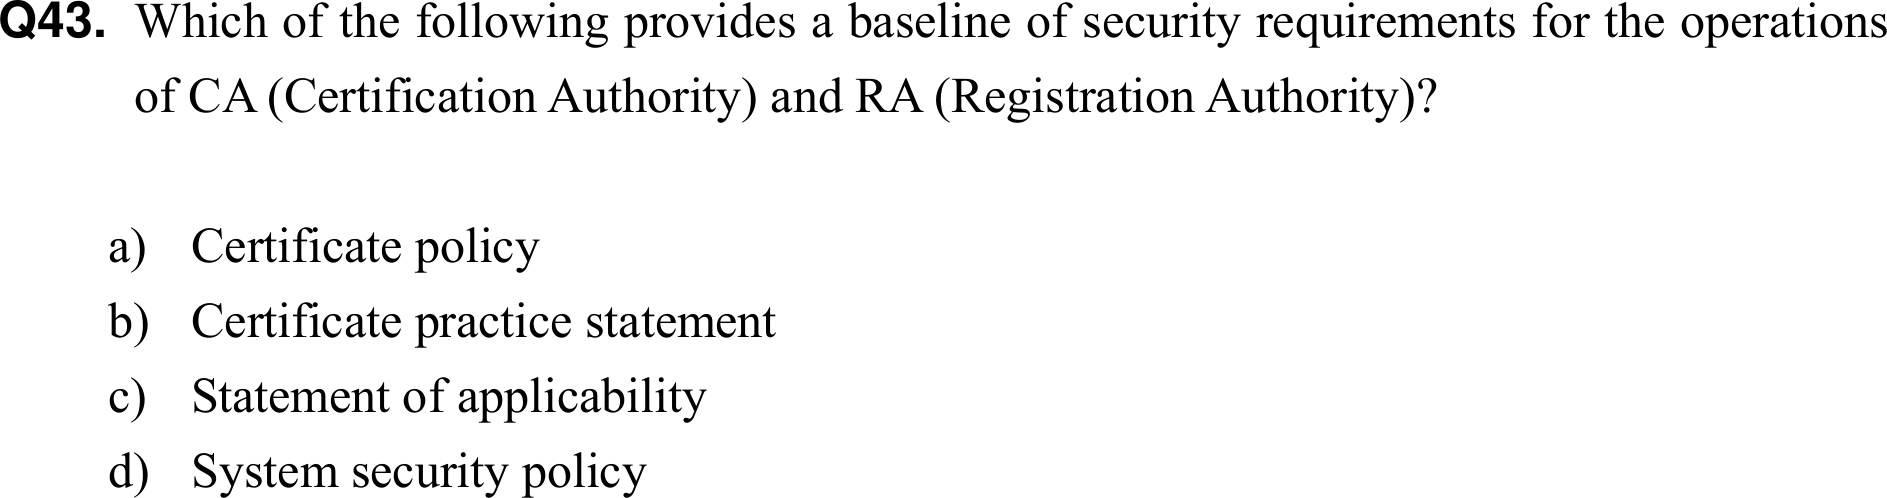 Q43. Which of the following provides a baseline of security requirements for the operations
of CA (Certification Authority) and RA (Registration Authority)?
a) Certificate policy
b) Certificate practice statement
c) Statement of applicability
d) System security policy